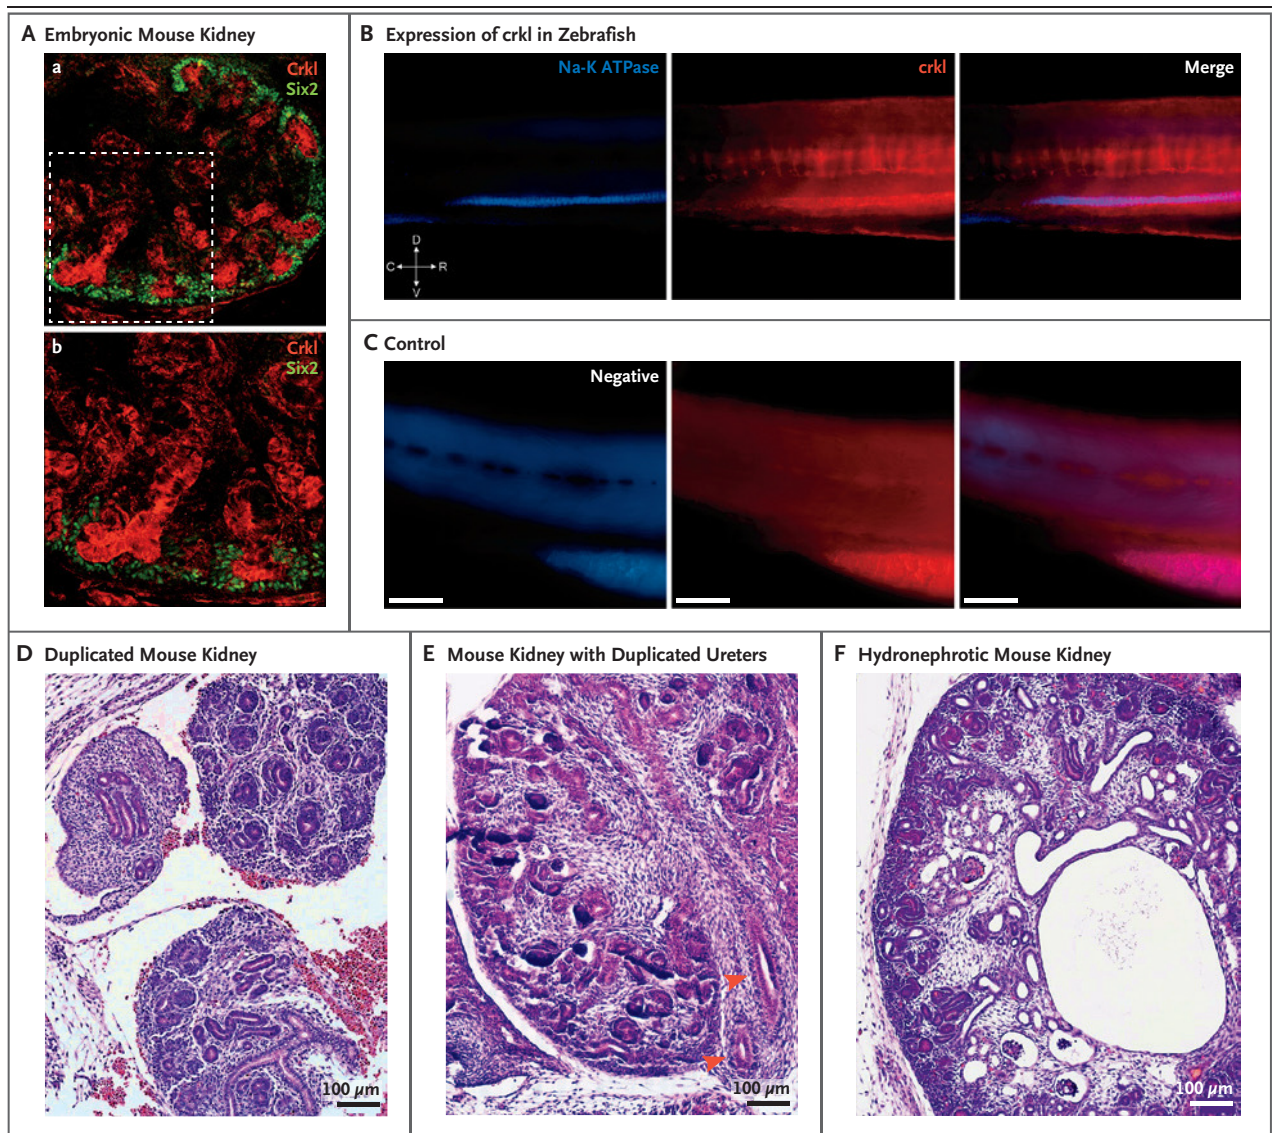 A Embryonic Mouse Kidney
a
Crkl
Six2
b
Crkl
Six2
B Expression of crkl in Zebrafish
Na-K ATPase
crkl
Merge
D
C R
V
C Control
Negative
D Duplicated Mouse Kidney
100 µm
E Mouse Kidney with Duplicated Ureters
100 µm
F Hydronephrotic Mouse Kidney
100 µm